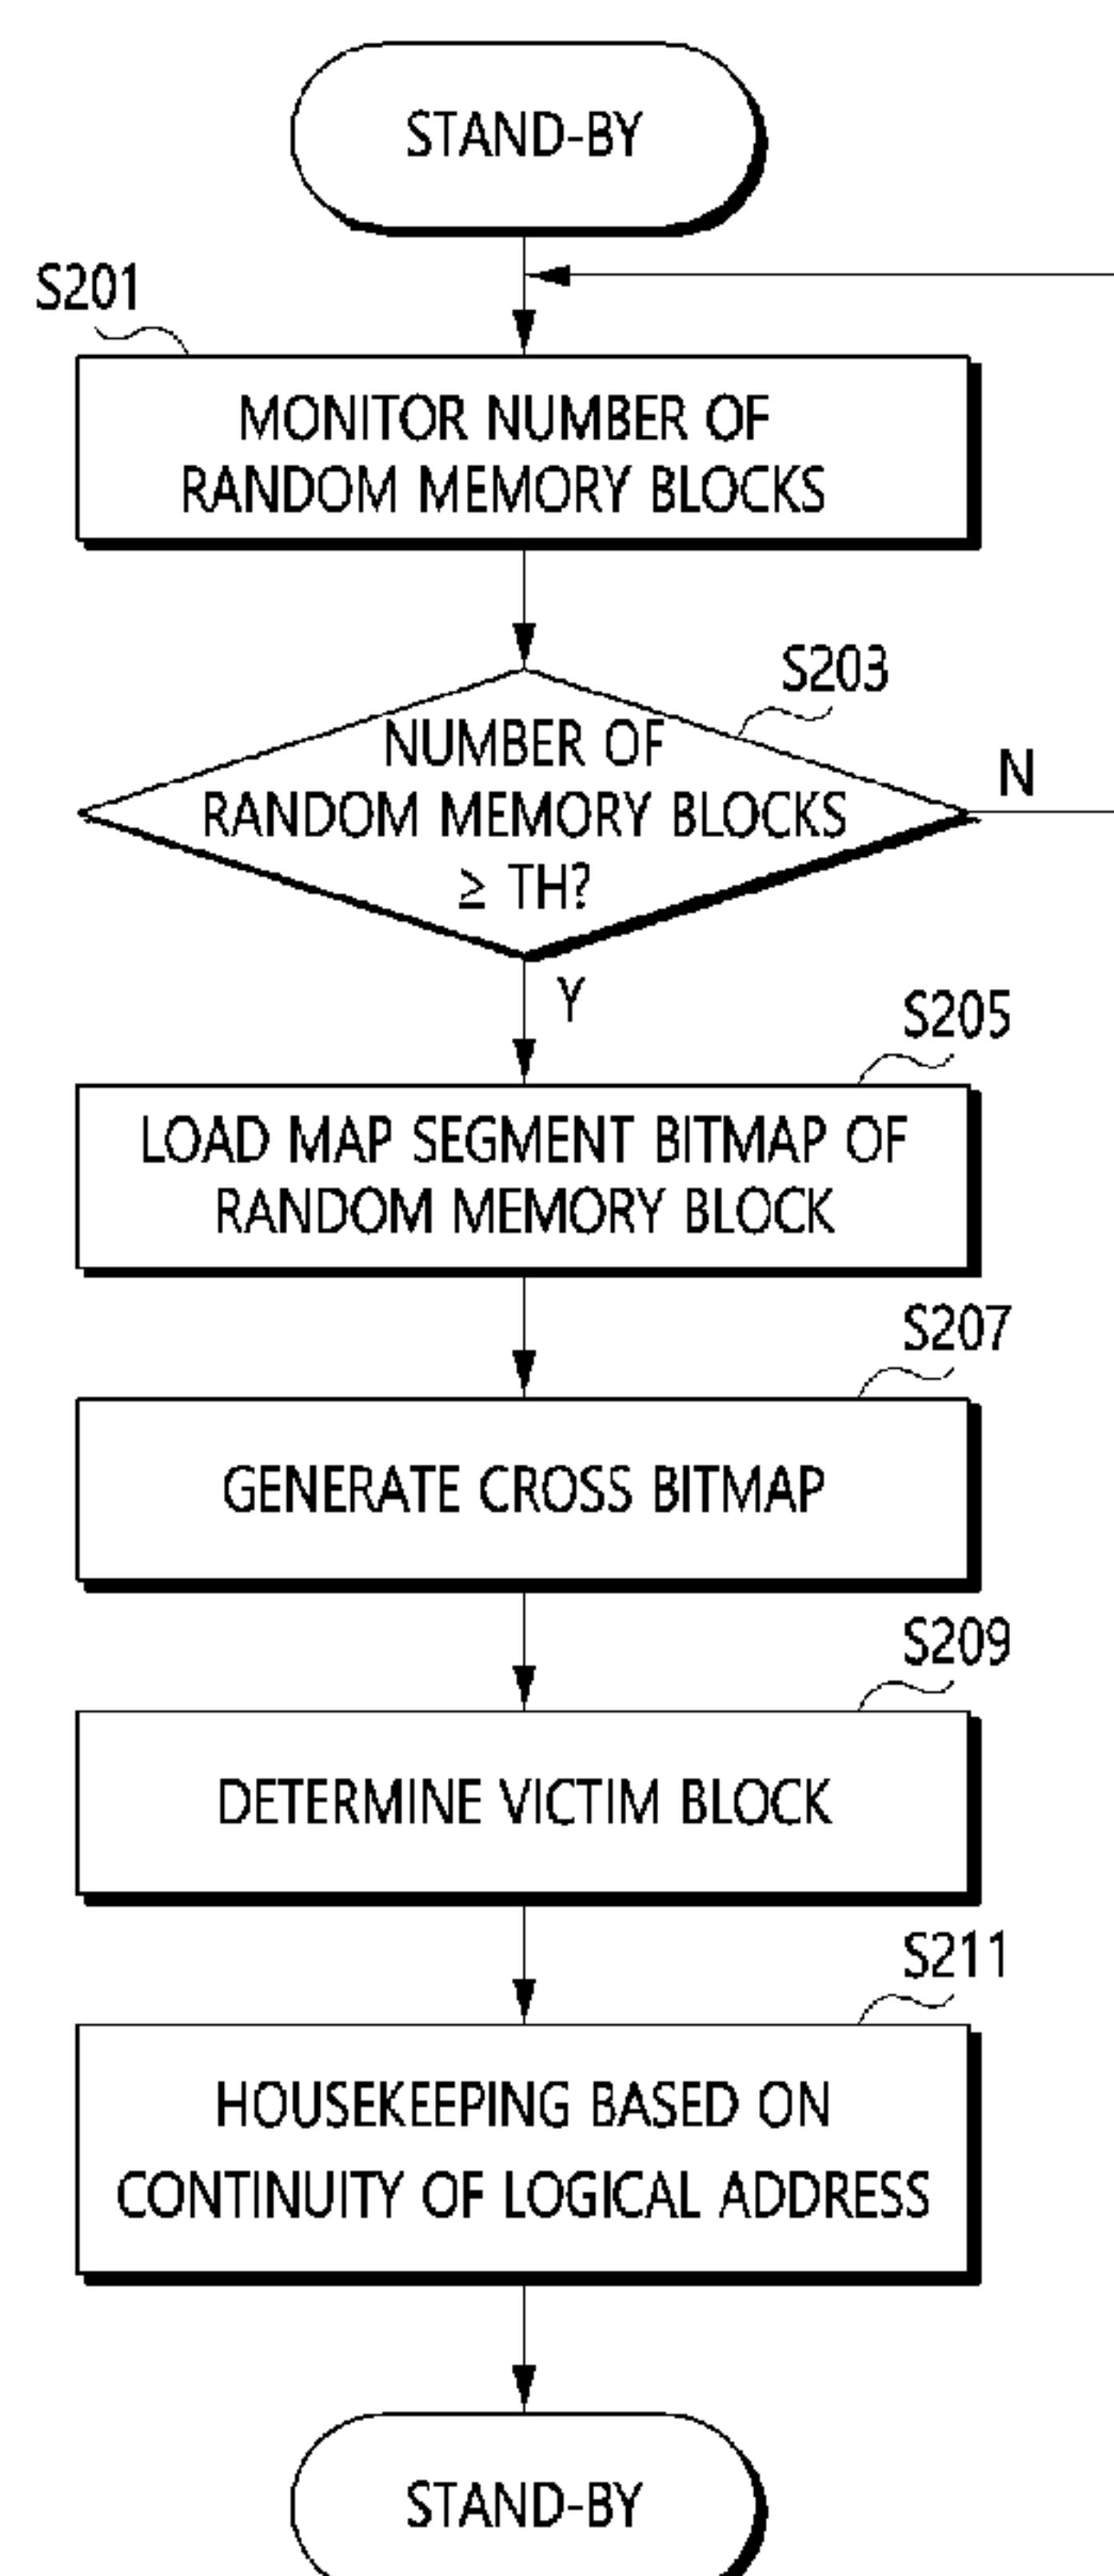 STAND-BY
S201
MONITOR NUMBER OF
RANDOM MEMORY BLOCKS
S203
NUMBER OF
RANDOM MEMORY BLOCKS
≥ TH?
N
Y
S205
LOAD MAP SEGMENT BITMAP OF
RANDOM MEMORY BLOCK
S207
GENERATE CROSS BITMAP
S209
DETERMINE VICTIM BLOCK
S211
HOUSEKEEPING BASED ON
CONTINUITY OF LOGICAL ADDRESS
STAND-BY